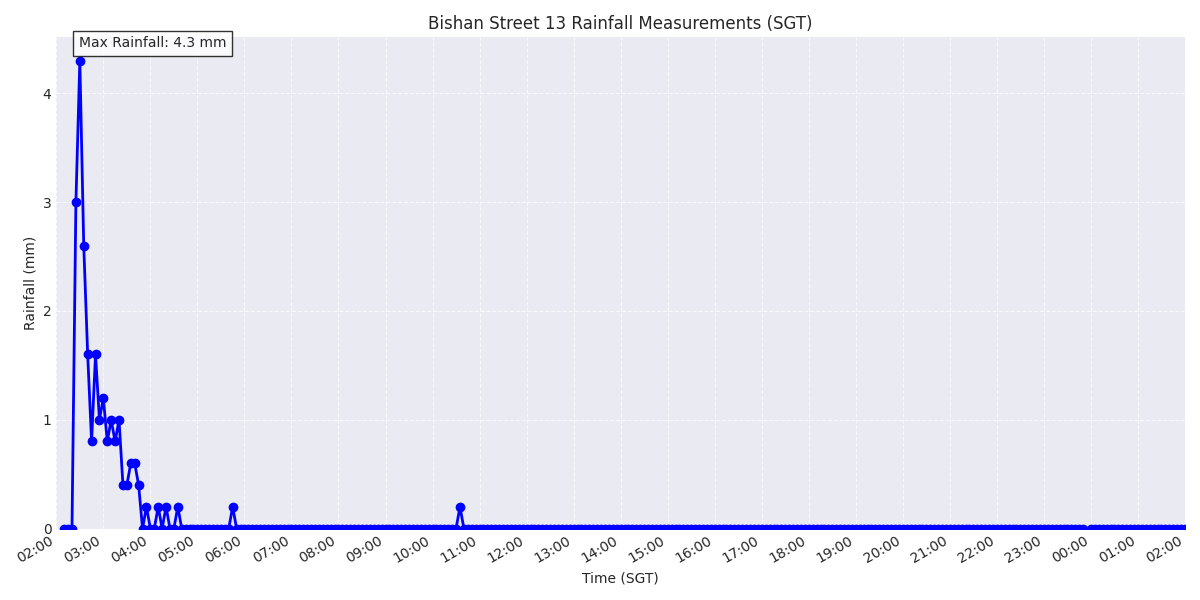 Bishan Street 13 Rainfall Measurements (SGT)
Max Rainfall: 4.3 mm
Rainfall (mm)
4
3
2
1
0
02:00 03:00 04:00 05:00 06:00 07:00 08:00 09:00 10:00 11:00 12:00 13:00 14:00 15:00 16:00 17:00 18:00 19:00 20:00 21:00 22:00 23:00 00:00 01:00 02:00
Time (SGT)